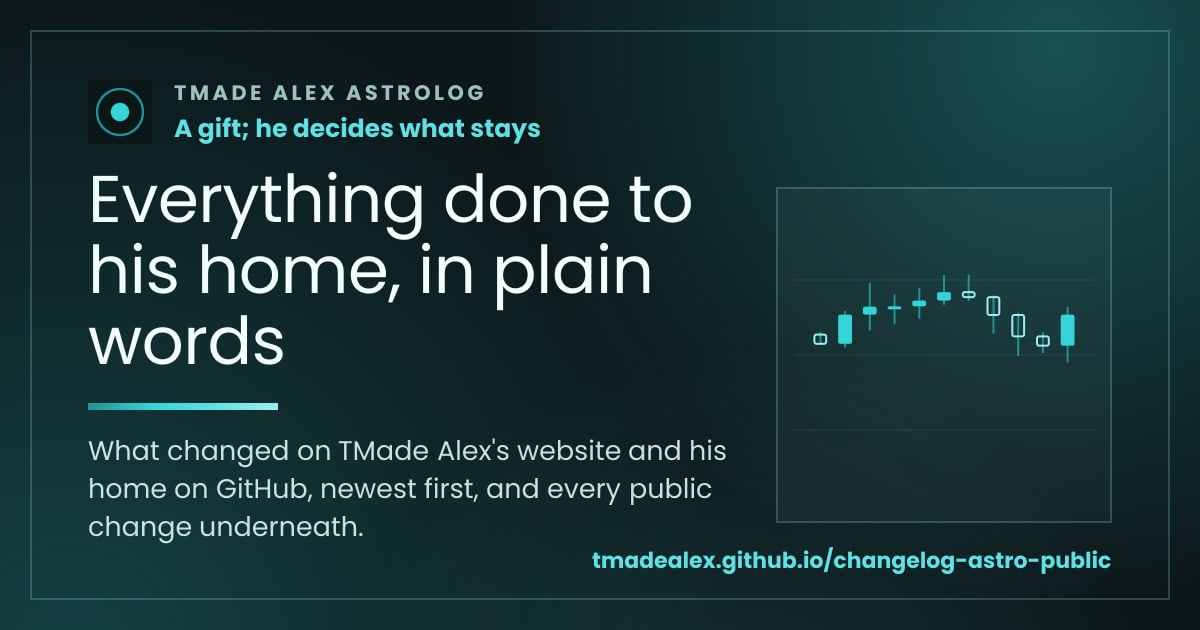 TMADE ALEX ASTROLOG
A gift; he decides what stays
Everything done to
his home, in plain
words
What changed on TMade Alex's website and his
home on GitHub, newest first, and every public
change underneath.
tmadealex.github.io/changelog-astro-public